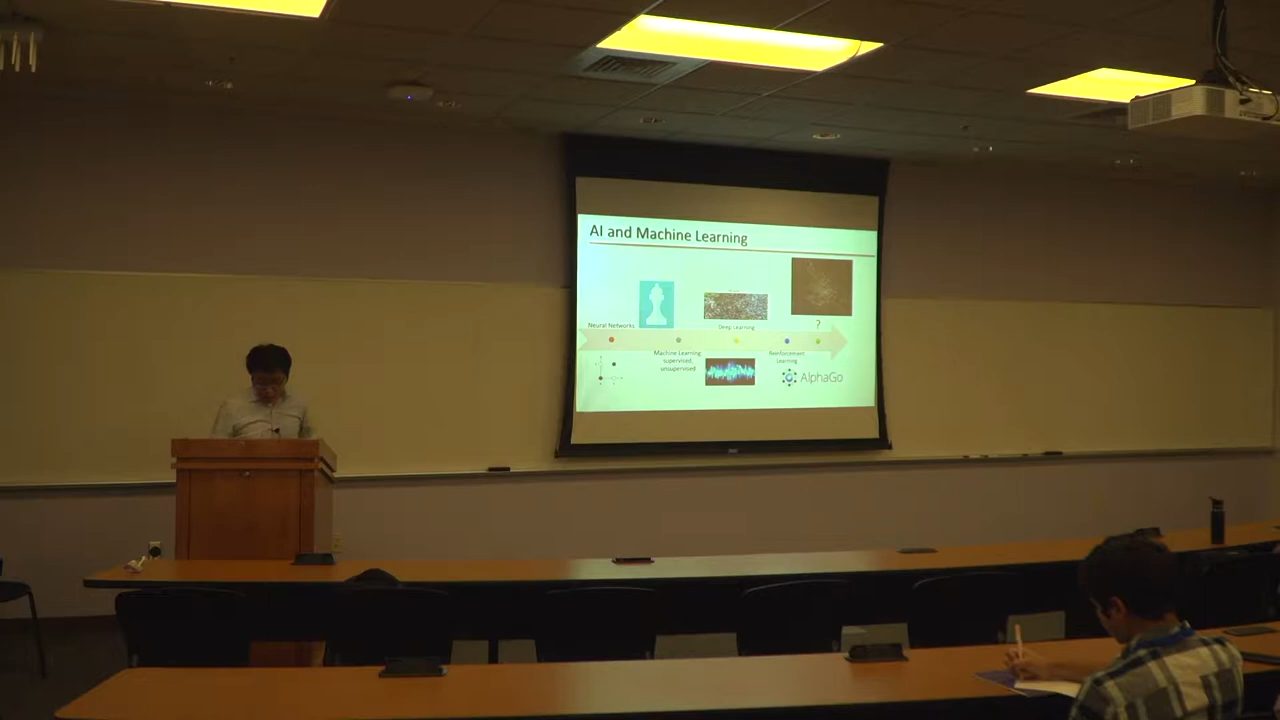 AI and Machine Learning
?
Neural Networks
Deep Learning
Machine Learning:
supervised,
unsupervised
Reinforcement
Learning
AlphaGo